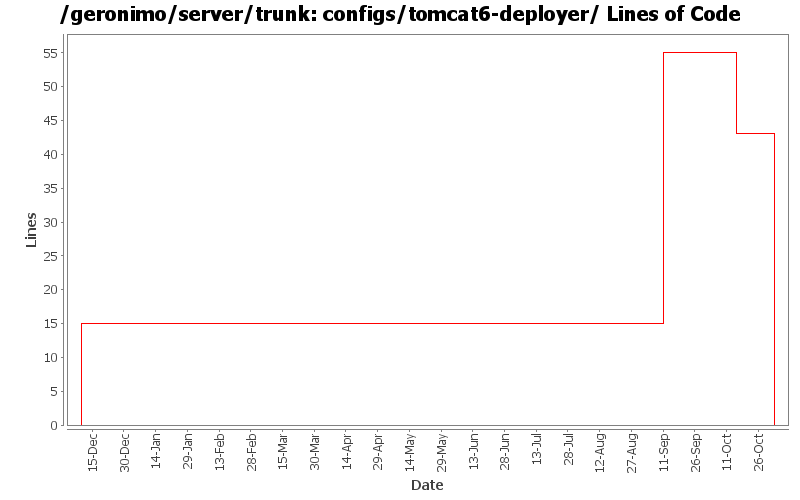 /geronimo/server/trunk: configs/tomcat6-deployer/ Lines of Code
55
50
45
40
35
30
25
20
15
10
5
0
Lines
15-Dec
30-Dec
14-Jan
29-Jan
13-Feb
28-Feb
15-Mar
30-Mar
14-Apr
29-Apr
14-May
29-May
13-Jun
28-Jun
13-Jul
28-Jul
12-Aug
27-Aug
11-Sep
26-Sep
11-Oct
26-Oct
Date